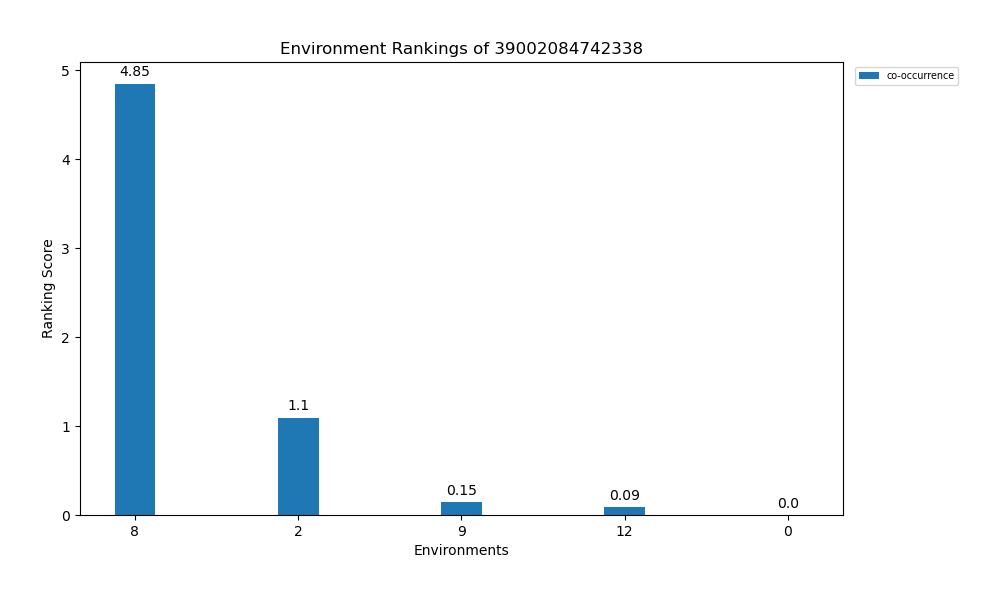 Environment Rankings of 39002084742338
co-occurrence
Ranking Score
5
4
3
2
1
0
4.85
1.1
0.15
0.09
0.0
8 2 9 12 0
Environments